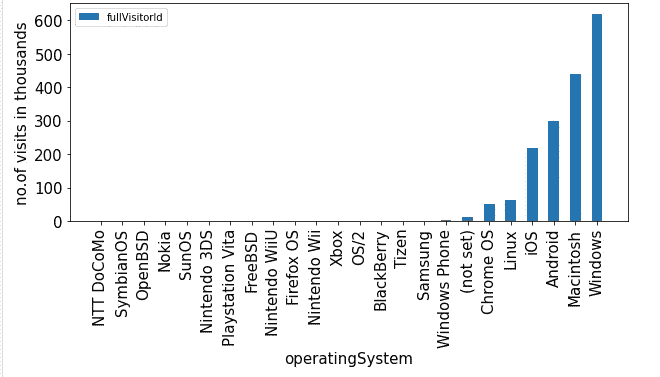 fullVisitorId
no.of visits in thousands
600
500
400
300
200
100
0
NTT DoCoMo
SymbianOS
OpenBSD
Nokia
SunOS
Nintendo 3DS
Playstation Vita
FreeBSD
Nintendo WiiU
Firefox OS
Nintendo Wii
Xbox
OS/2
BlackBerry
Tizen
Samsung
Windows Phone
(not set)
Chrome OS
Linux
iOS
Android
Macintosh
Windows
operatingSystem